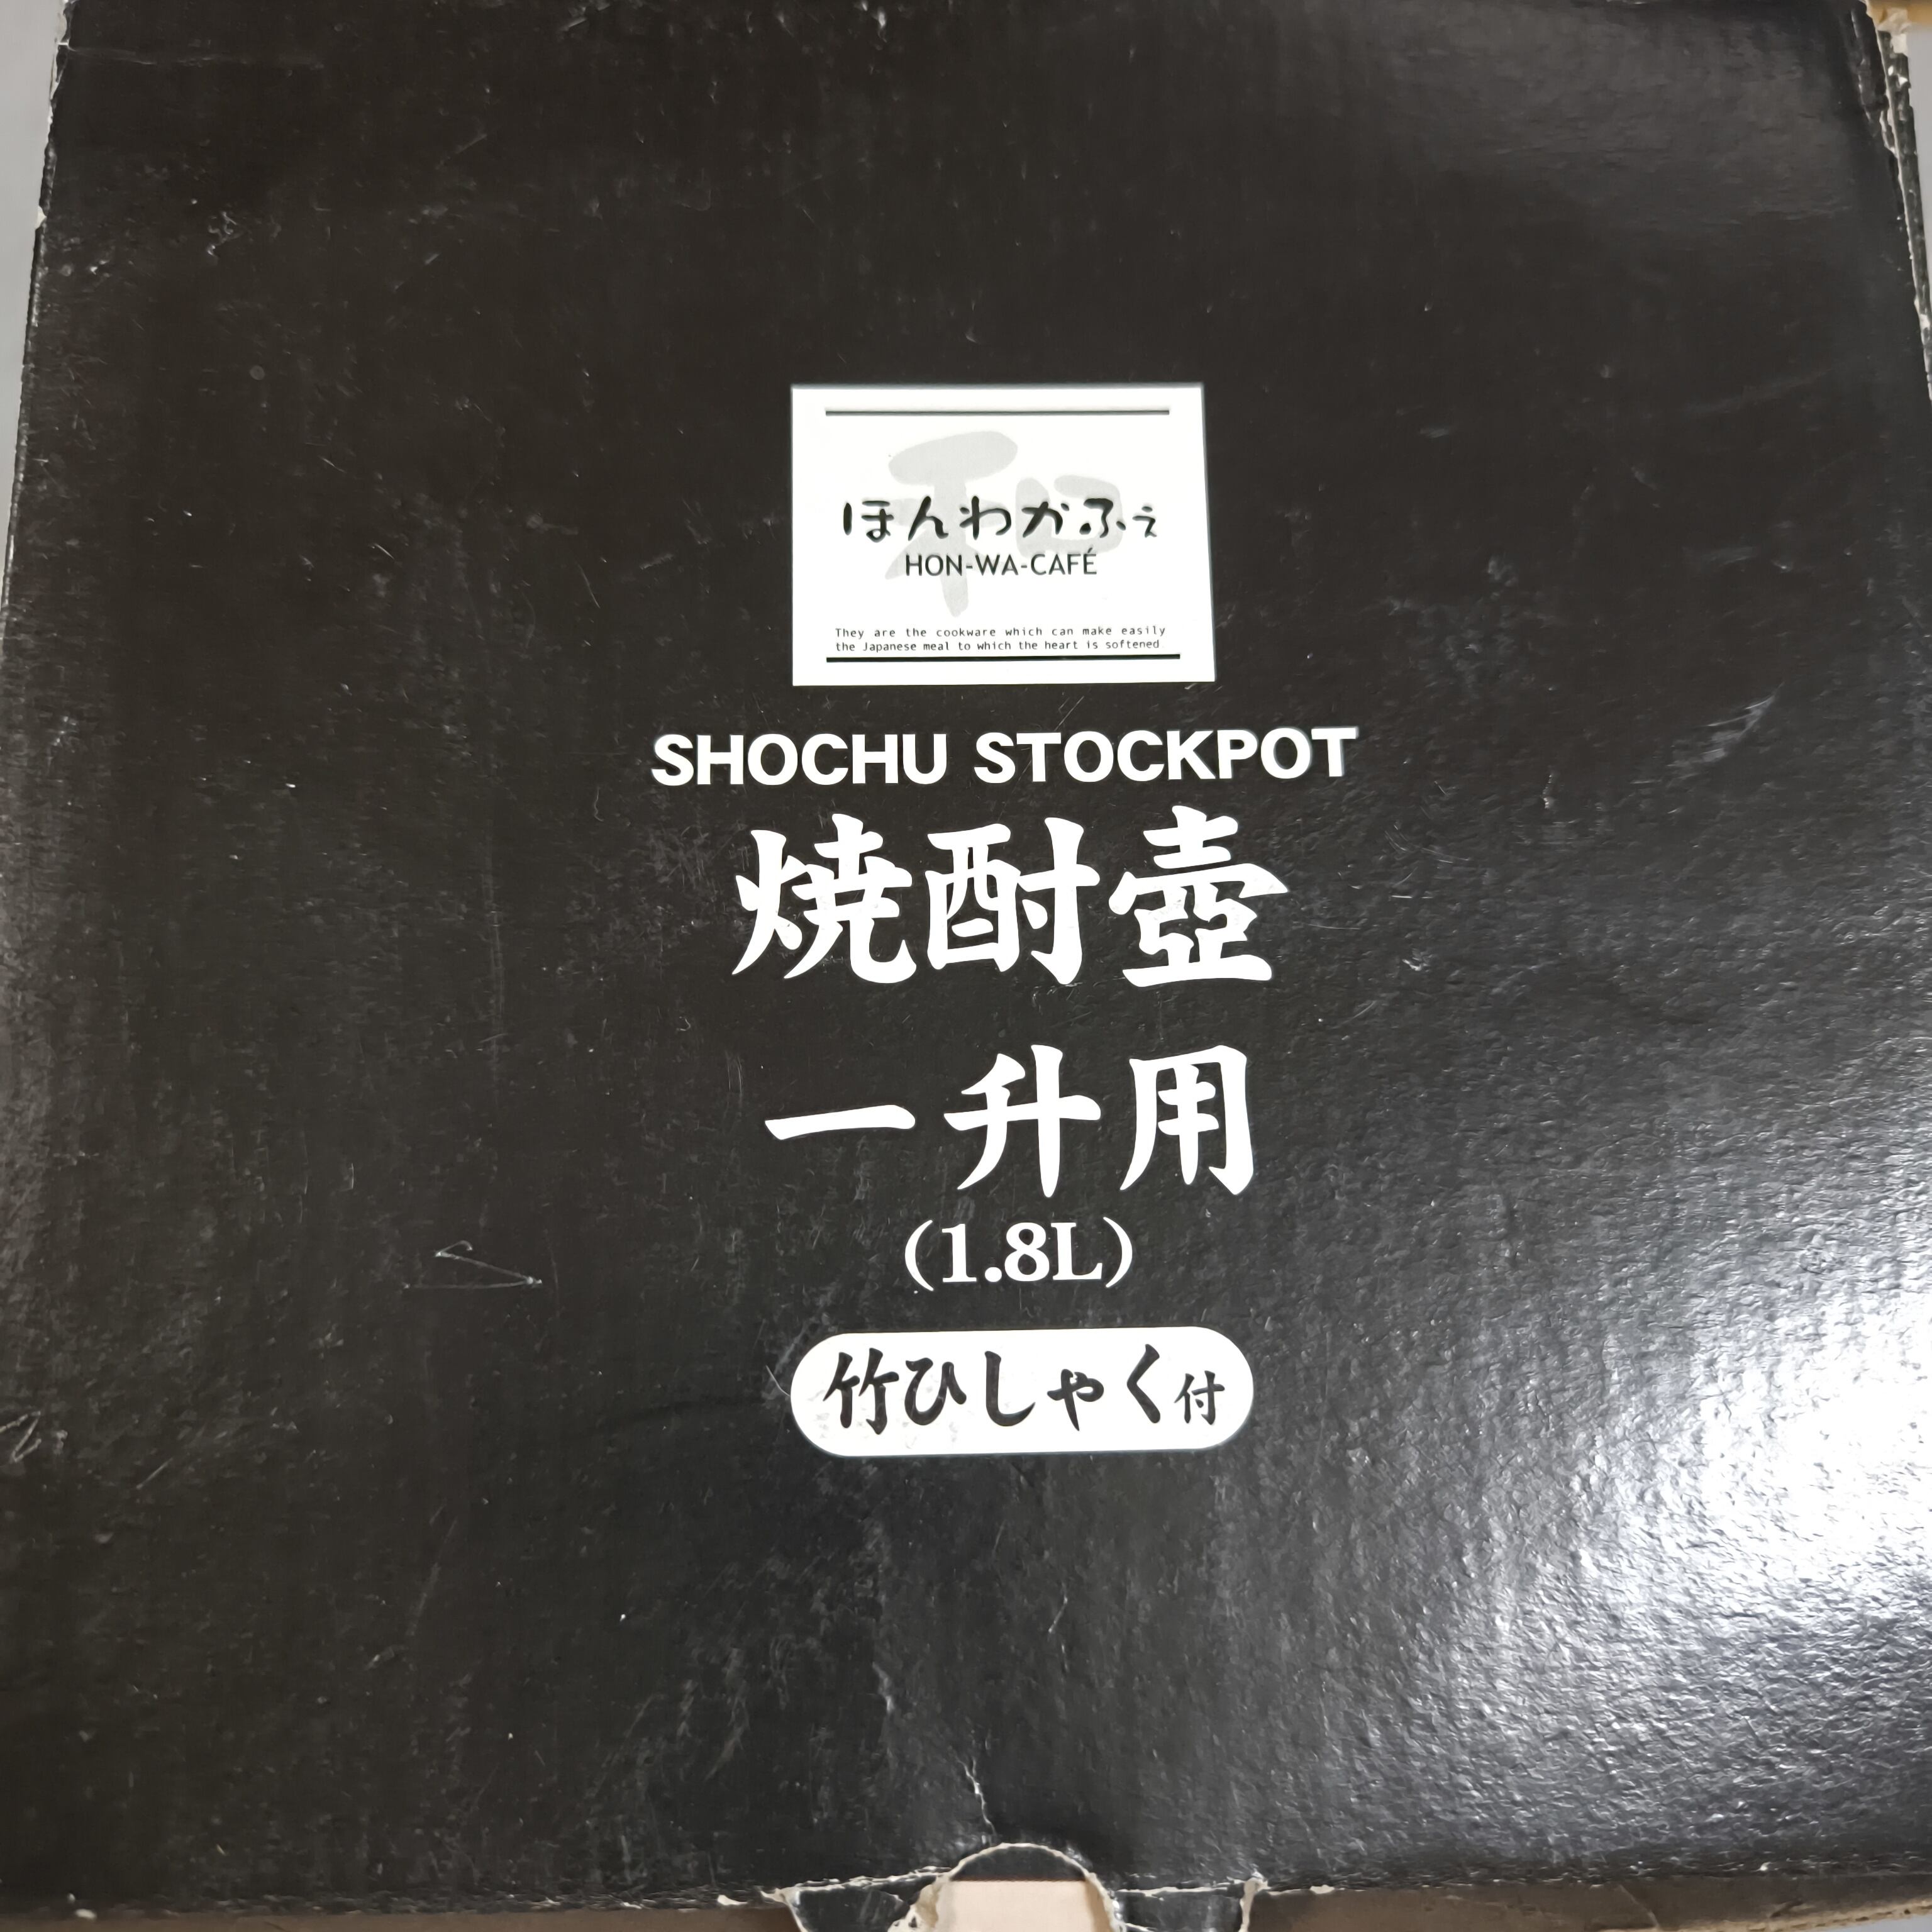 和
ほんわかふぇ
HON-WA-CAFÉ
They are the cookware which can make easily
the Japanese meal to which the heart is softened
SHOCHU STOCKPOT
焼酎壺
一升用
(1.8L)
竹ひしゃく付